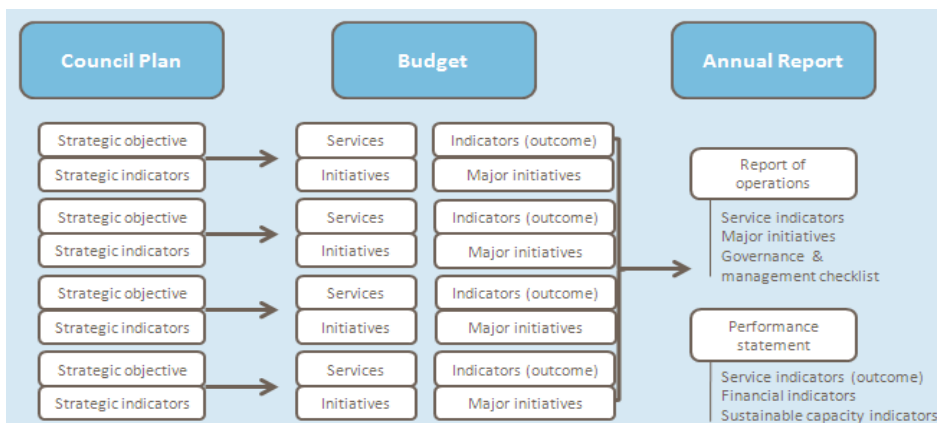 Council Plan
Budget
Annual Report
Strategic objective
Strategic indicators
Services
Initiatives
Indicators (outcome)
Major initiatives
Strategic objective
Strategic indicators
Services
Initiatives
Indicators (outcome)
Major initiatives
Strategic objective
Strategic indicators
Services
Initiatives
Indicators (outcome)
Major initiatives
Strategic objective
Strategic indicators
Services
Initiatives
Indicators (outcome)
Major initiatives
Report of
operations
Service indicators
Major initiatives
Governance &
management checklist
Performance
statement
Service indicators (outcome)
Financial indicators
Sustainable capacity indicators